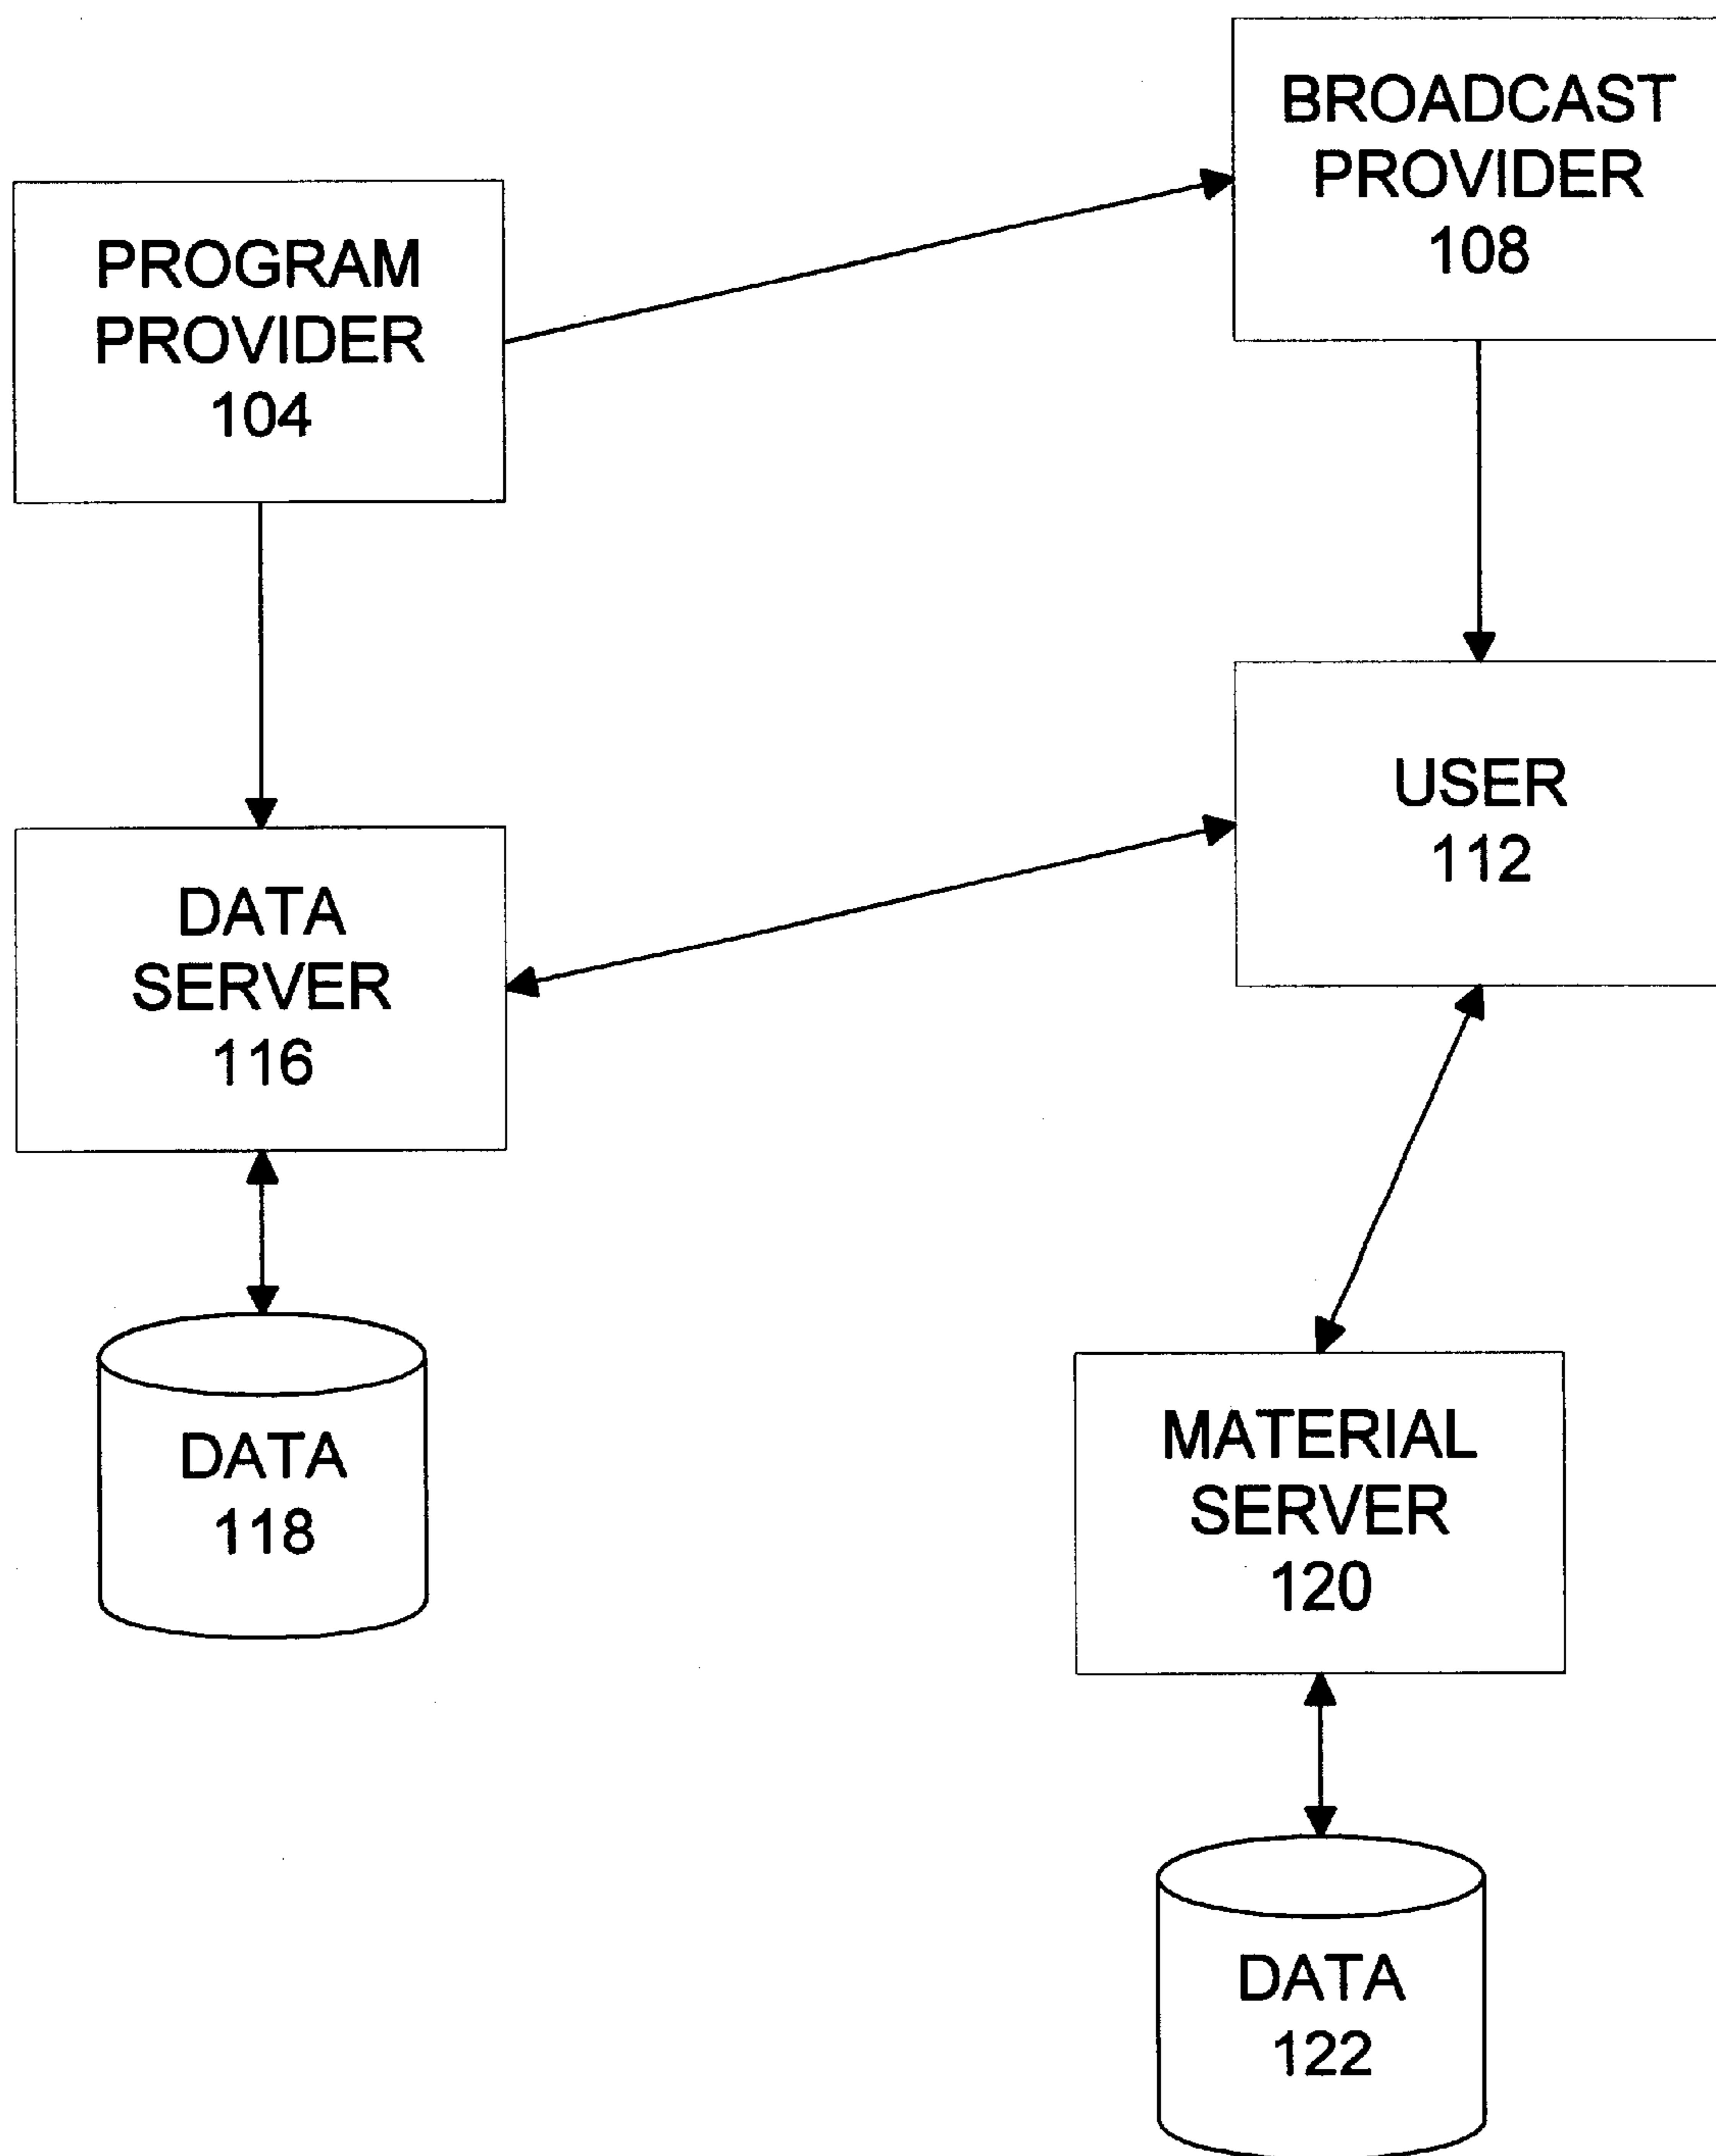 BROADCAST
PROVIDER
108
PROGRAM
PROVIDER
104
USER
112
DATA
SERVER
116
DATA
118
MATERIAL
SERVER
120
DATA
122